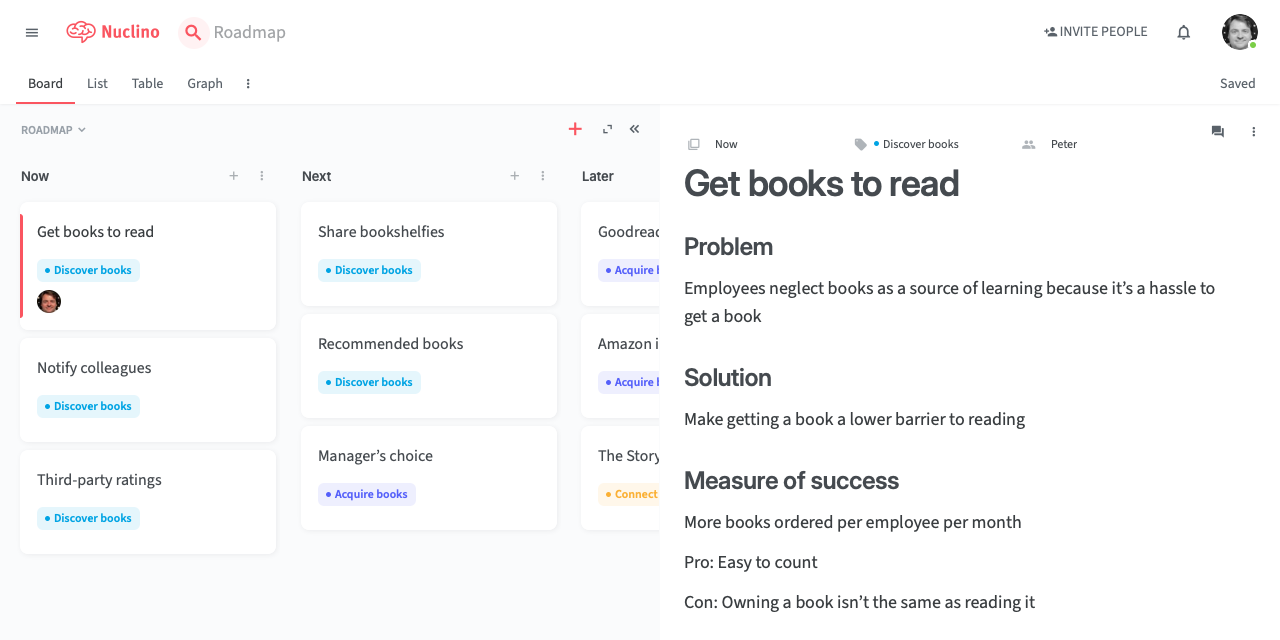 Nuclino
Roadmap
INVITE PEOPLE
Board
List
Table
Graph
Saved
ROADMAP
Now
Get books to read
Discover books
Notify colleagues
Discover books
Third-party ratings
Discover books
Next
Share bookshelfies
Discover books
Recommended books
Discover books
Manager’s choice
Acquire books
Later
Goodread
Acquire b
Amazon i
Acquire b
The Story
Connect
Now
Discover books
Peter
Get books to read
Problem
Employees neglect books as a source of learning because it’s a hassle to
get a book
Solution
Make getting a book a lower barrier to reading
Measure of success
More books ordered per employee per month
Pro: Easy to count
Con: Owning a book isn’t the same as reading it